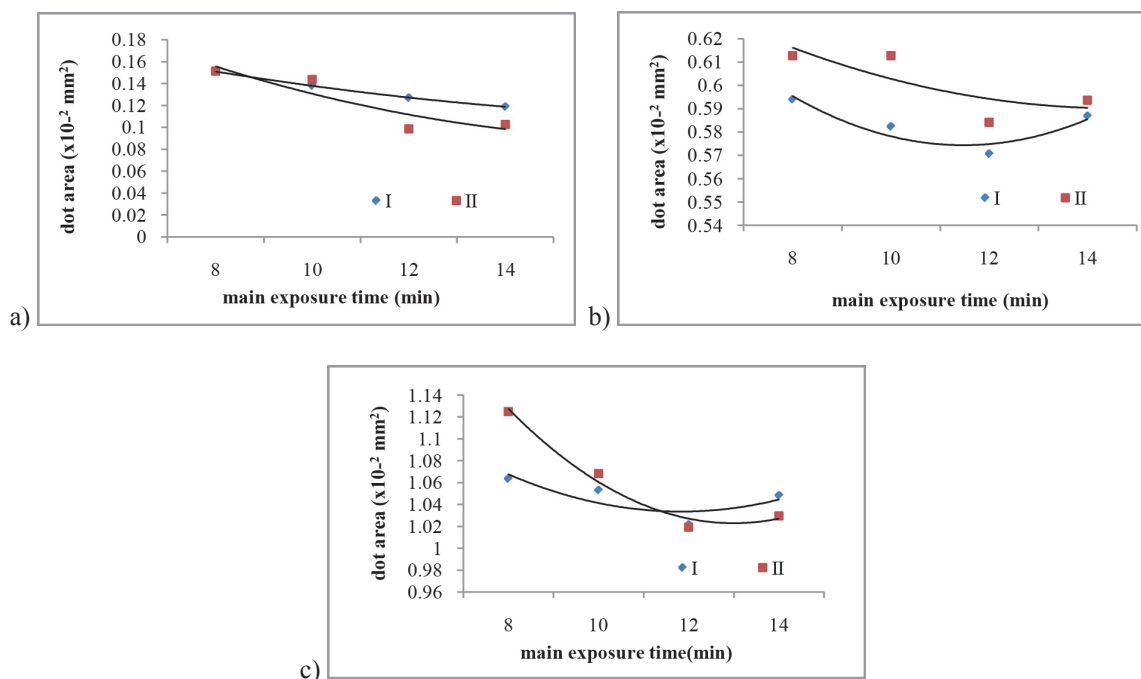 dot area (x10⁻² mm²)
0.18
0.16
0.14
0.12
0.1
0.08
0.06
0.04
0.02
0
I II
8 10 12 14
main exposure time (min)
a)
dot area (x10⁻² mm²)
0.62
0.61
0.6
0.59
0.58
0.57
0.56
0.55
0.54
I II
8 10 12 14
main exposure time (min)
b)
dot area (x10⁻² mm²)
1.14
1.12
1.1
1.08
1.06
1.04
1.02
1
0.98
0.96
I II
8 10 12 14
main exposure time(min)
c)